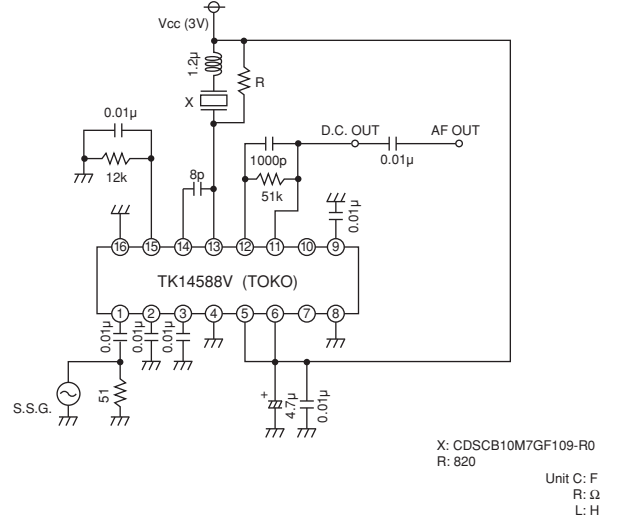 Vcc (3V)
1.2µ
R
X
0.01µ
12k
8p
1000p
51k
D.C. OUT
0.01µ
AF OUT
0.01µ
16 15 14 13 12 11 10 9
TK14588V (TOKO)
1 2 3 4 5 6 7 8
0.01µ
0.01µ
0.01µ
S.S.G.
51
+
4.7µ
0.01µ
X: CDSCB10M7GF109-R0
R: 820
Unit C: F
R: Ω
L: H